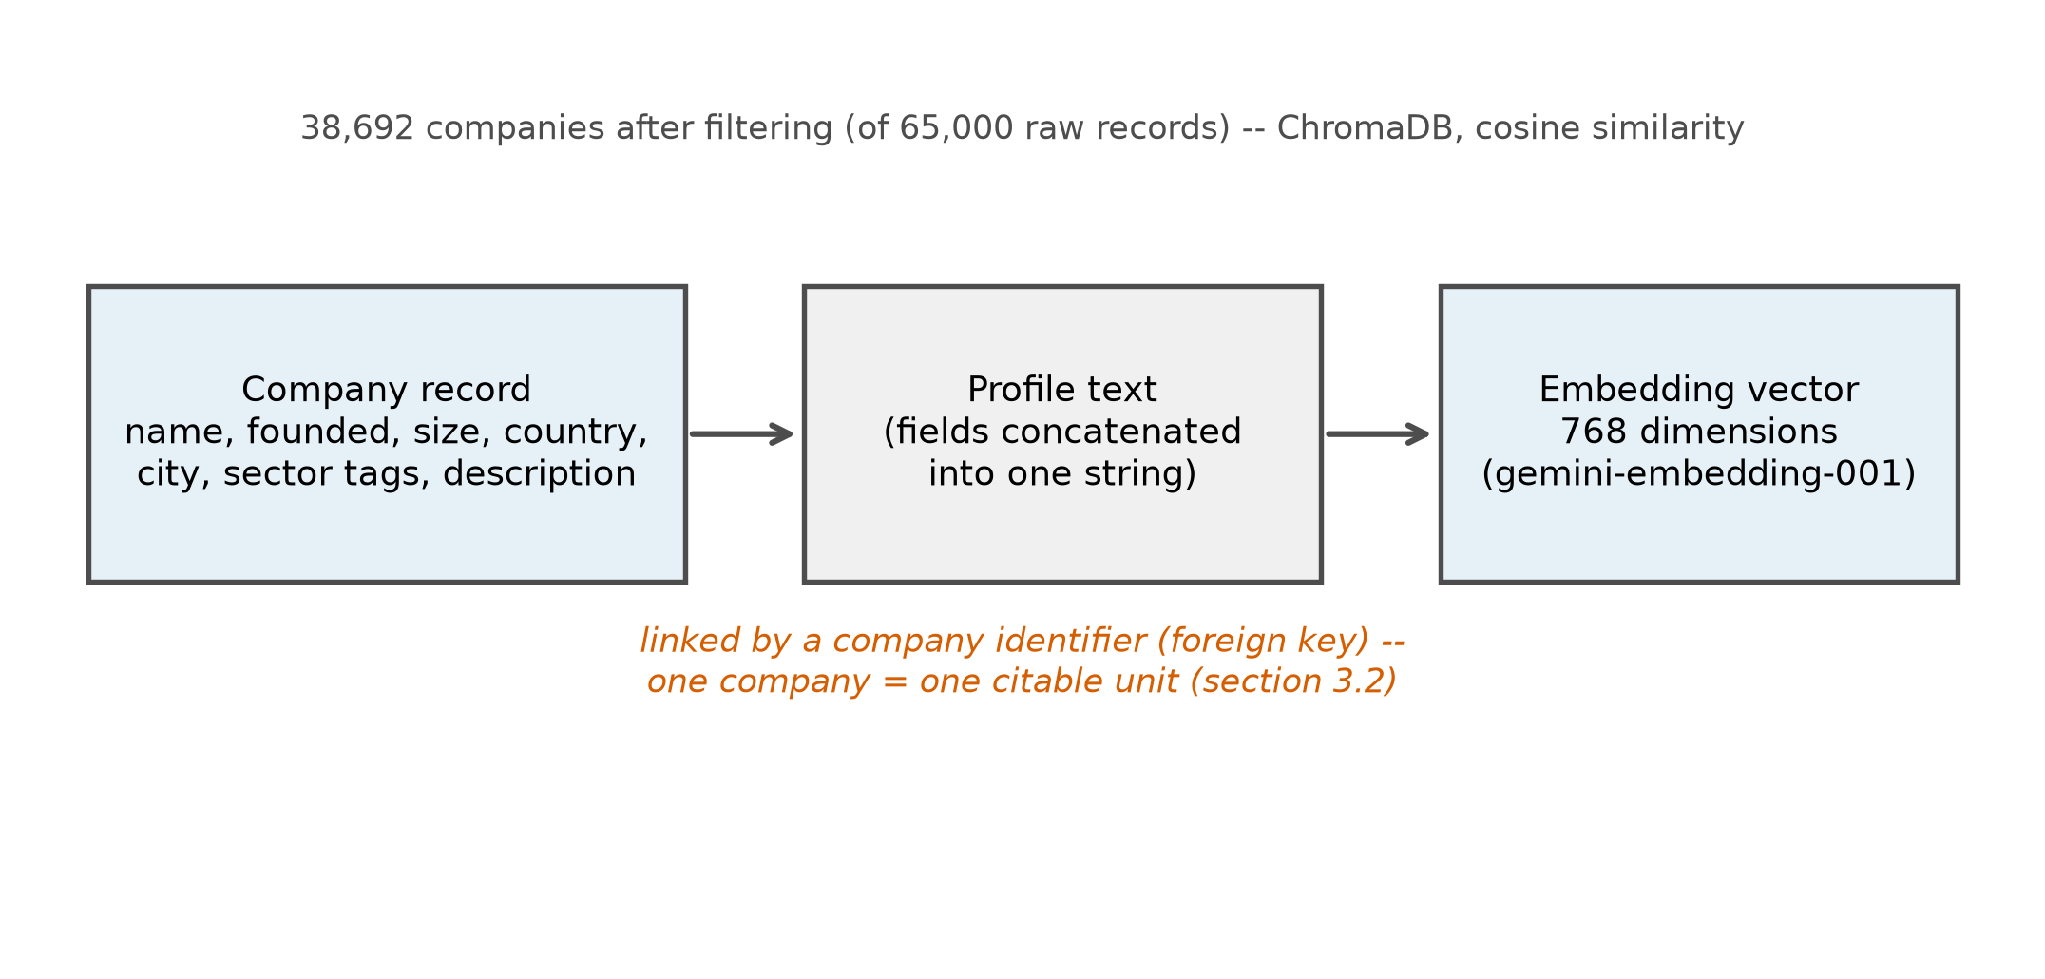 38,692 companies after filtering (of 65,000 raw records) -- ChromaDB, cosine similarity
Company record
name, founded, size, country,
city, sector tags, description
Profile text
(fields concatenated
into one string)
Embedding vector
768 dimensions
(gemini-embedding-001)
linked by a company identifier (foreign key) --
one company = one citable unit (section 3.2)